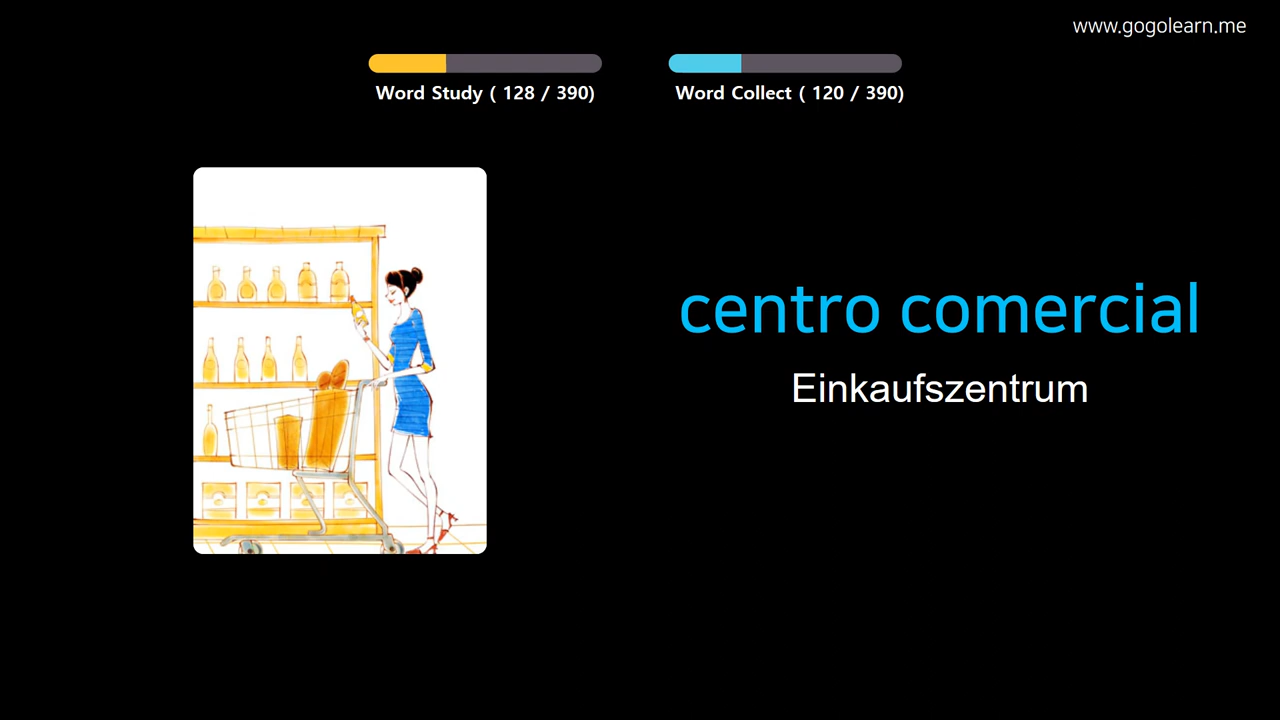 www.gogolearn.me
Word Study ( 128 / 390)
Word Collect ( 120 / 390)
centro comercial
Einkaufszentrum